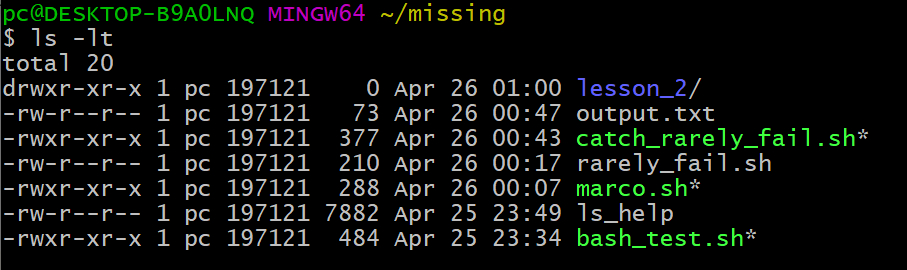 pc@DESKTOP-B9A0LNQ MINGW64 ~/missing
$ ls -lt
total 20
drwxr-xr-x 1 pc 197121    0 Apr 26 01:00 lesson_2/
-rw-r--r-- 1 pc 197121   73 Apr 26 00:47 output.txt
-rwxr-xr-x 1 pc 197121  377 Apr 26 00:43 catch_rarely_fail.sh*
-rw-r--r-- 1 pc 197121  210 Apr 26 00:17 rarely_fail.sh
-rwxr-xr-x 1 pc 197121  288 Apr 26 00:07 marco.sh*
-rw-r--r-- 1 pc 197121 7882 Apr 25 23:49 ls_help
-rwxr-xr-x 1 pc 197121  484 Apr 25 23:34 bash_test.sh*